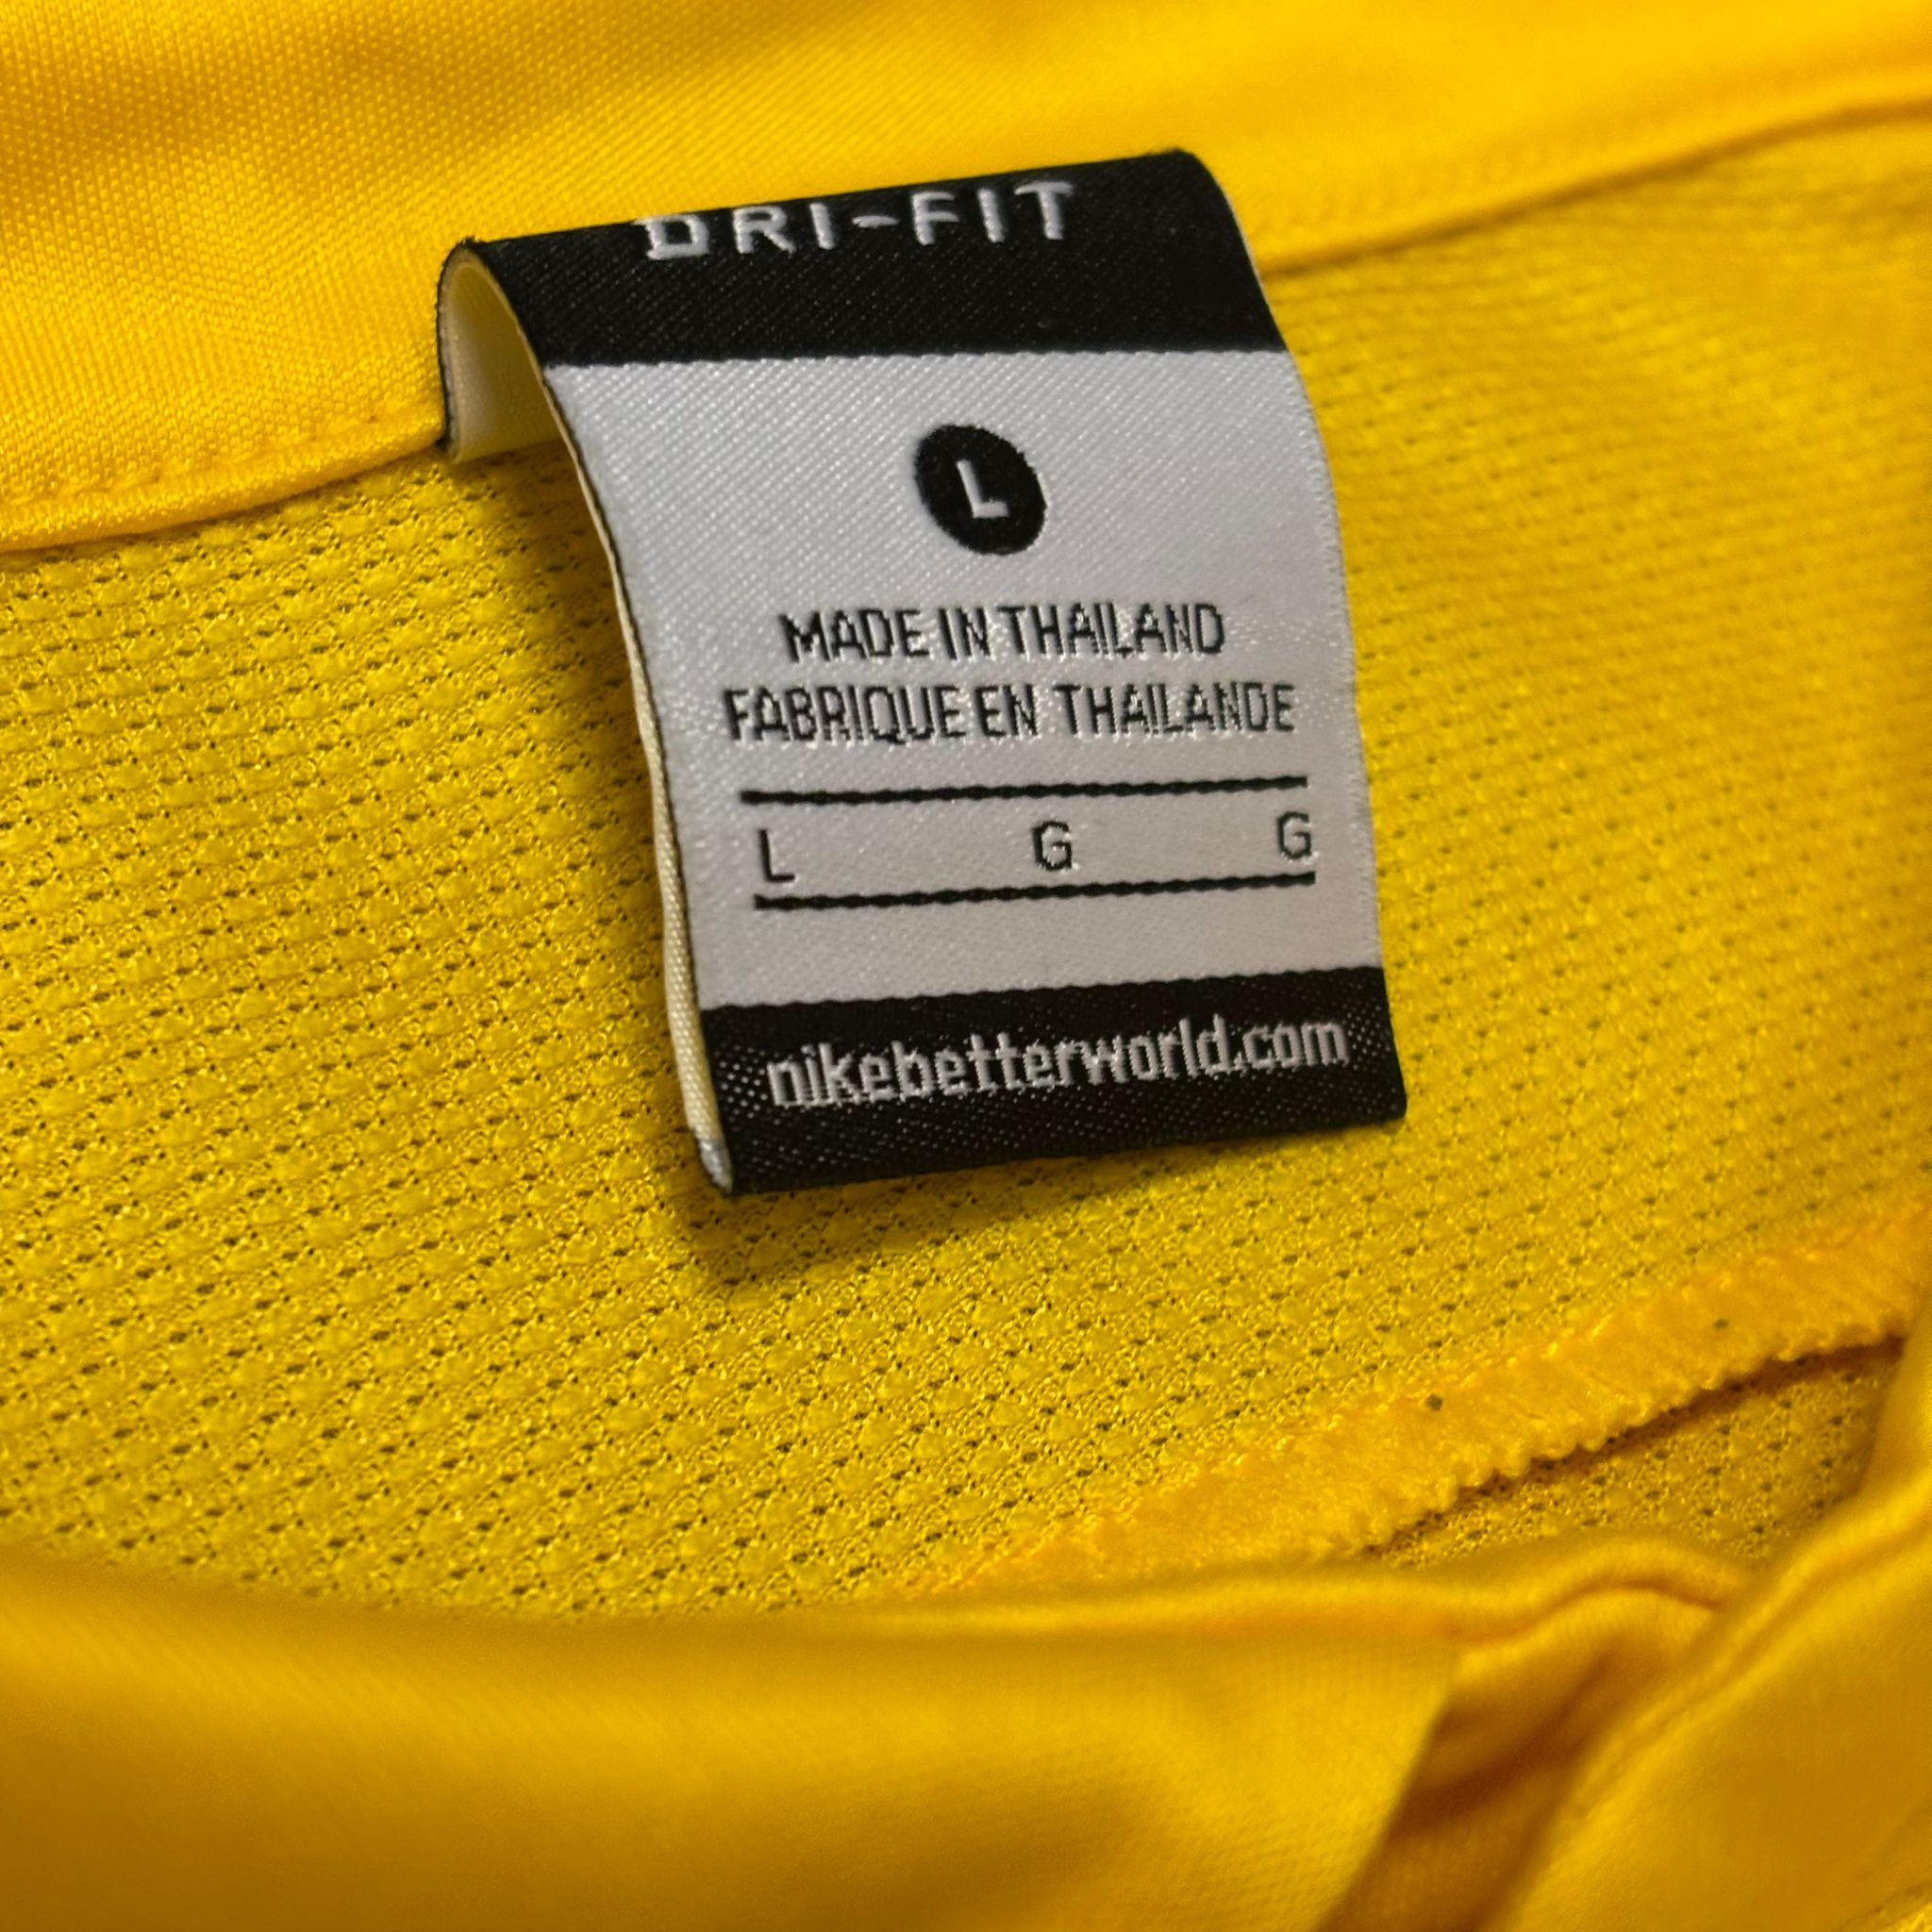 DRI-FIT
L
MADE IN THAILAND
FABRIQUE EN THAILANDE
L G G
nikebetterworld.com